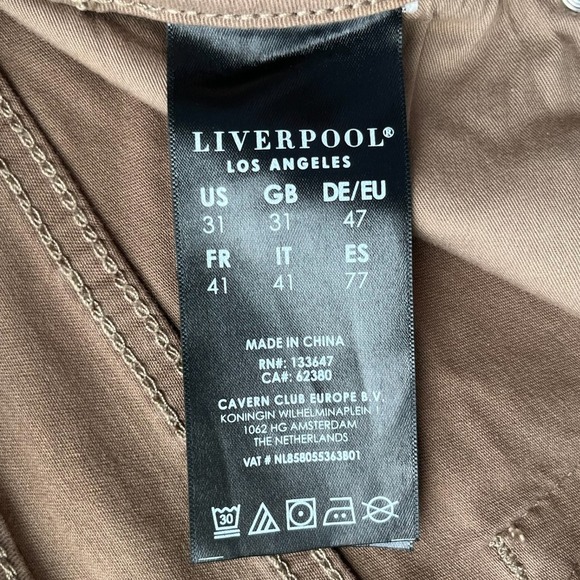 LIVERPOOL®
LOS ANGELES
US GB DE/EU
31 31 47
FR IT ES
41 41 77
MADE IN CHINA
RN#: 133647
CA#: 62380
CAVERN CLUB EUROPE B.V.
KONINGIN WILHELMINAPLEIN 1
1062 HG AMSTERDAM
THE NETHERLANDS
VAT # NL858055363B01
30